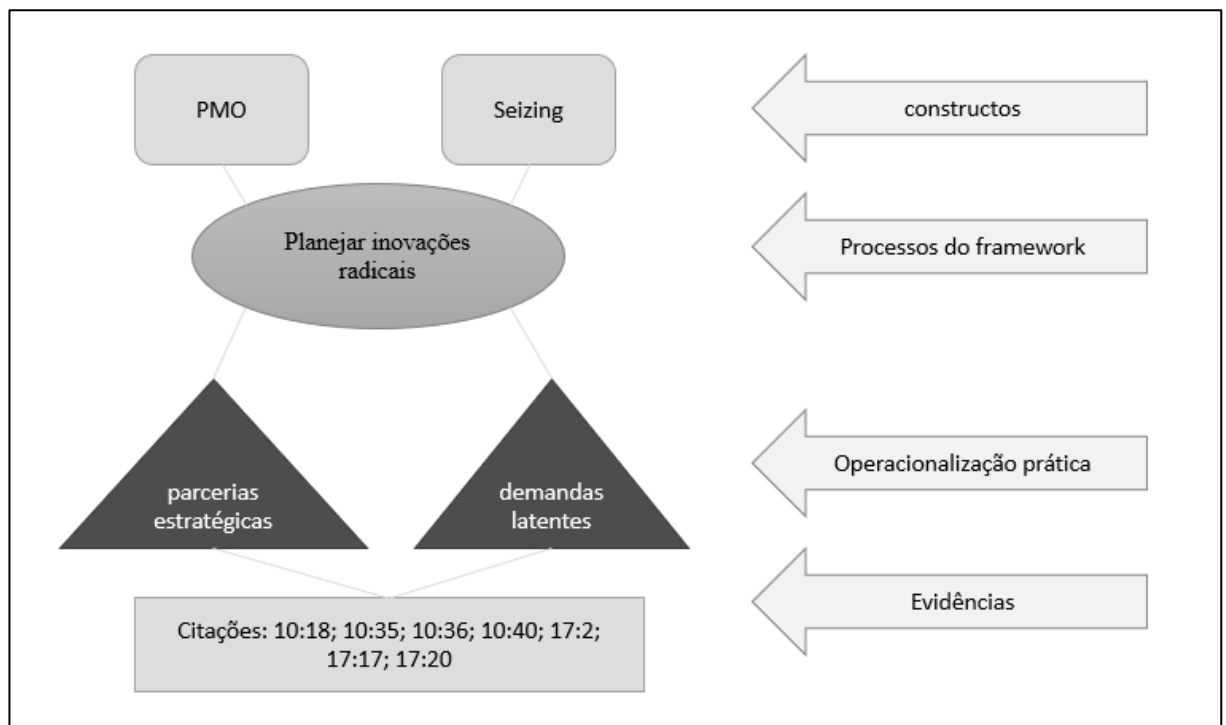 PMO
Seizing
constructos
Planejar inovações
radicais
Processos do framework
parcerias
estratégicas
demandas
latentes
Operacionalização prática
Citações: 10:18; 10:35; 10:36; 10:40; 17:2;
17:17; 17:20
Evidências